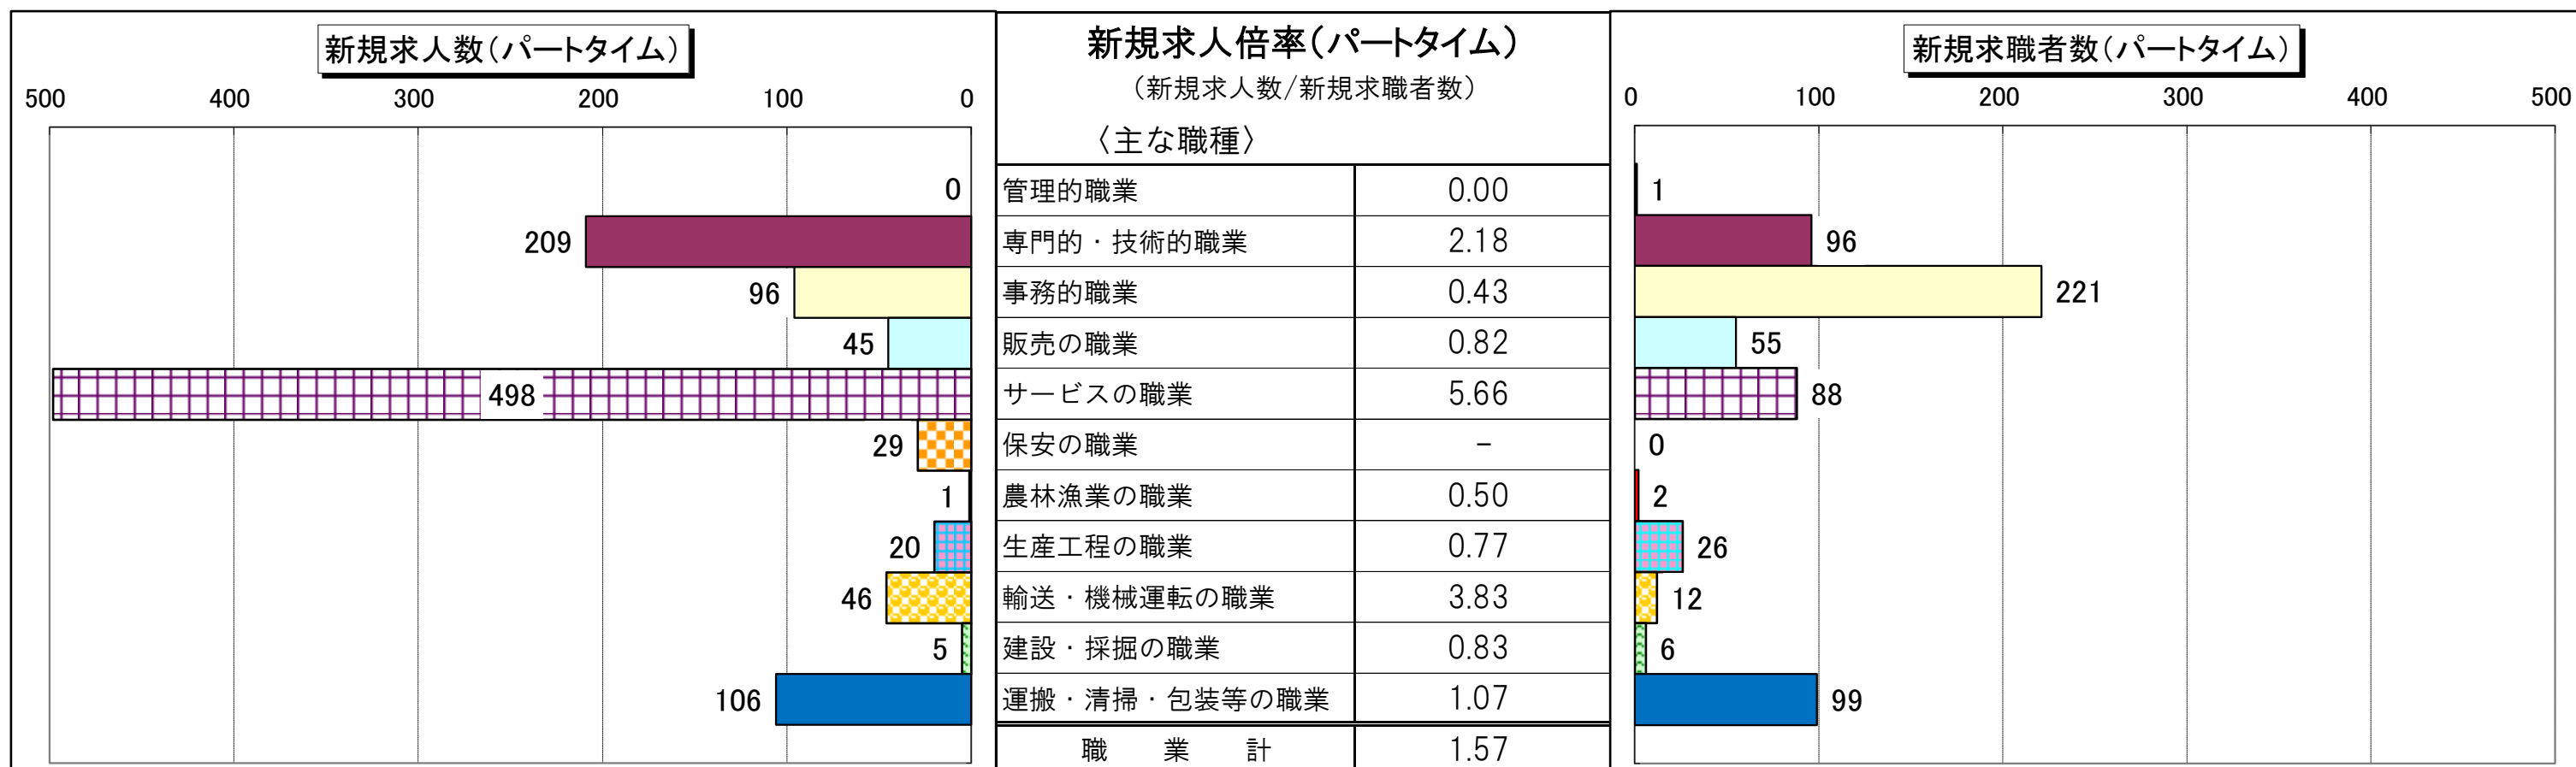 新規求人数(パートタイム)
500 400 300 200 100 0
0
209
96
45
498
29
1
20
46
5
106
新規求人倍率(パートタイム)
(新規求人数/新規求職者数)
〈主な職種〉
管理的職業 0.00
専門的・技術的職業 2.18
事務的職業 0.43
販売の職業 0.82
サービスの職業 5.66
保安の職業 -
農林漁業の職業 0.50
生産工程の職業 0.77
輸送・機械運転の職業 3.83
建設・採掘の職業 0.83
運搬・清掃・包装等の職業 1.07
職 業 計 1.57
新規求職者数(パートタイム)
0 100 200 300 400 500
1
96
221
55
88
0
2
26
12
6
99